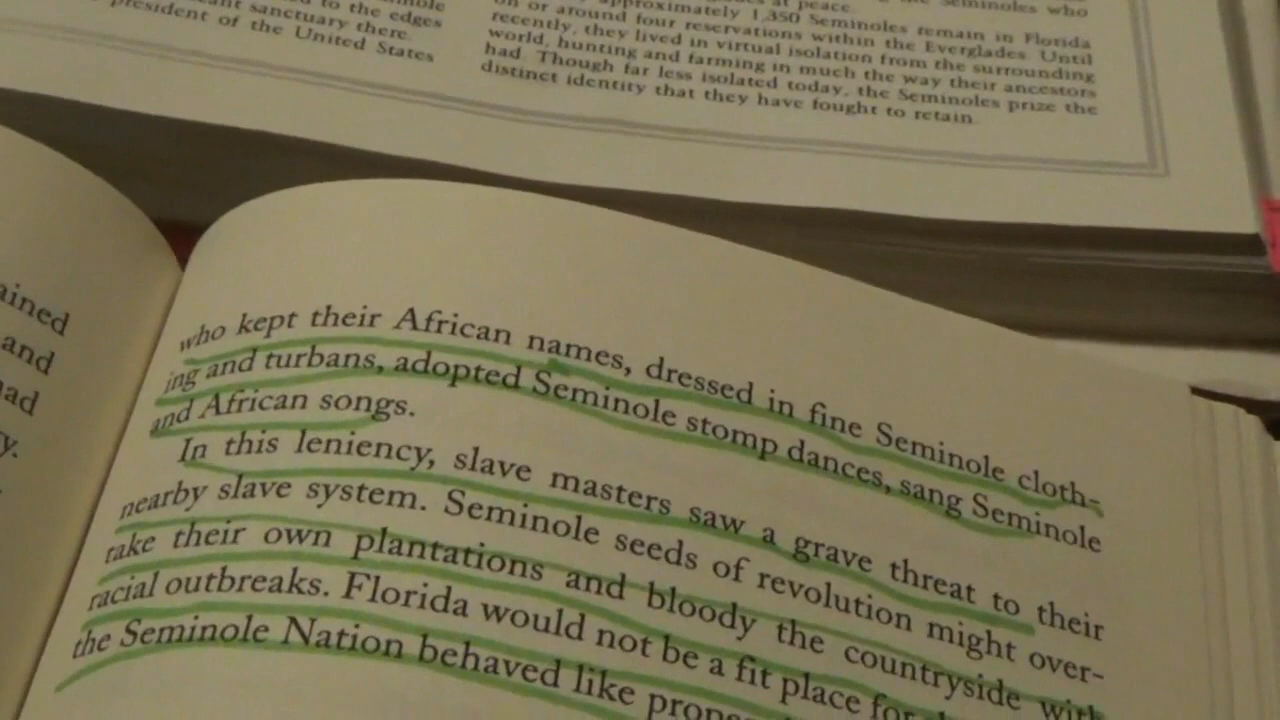 to the edges
sanctuary there.
president of the United States
Seminoles who
at peace.
approximately 1,350 Seminoles remain in Florida
on or around four reservations within the Everglades. Until
recently, they lived in virtual isolation from the surrounding
world, hunting and farming in much the way their ancestors
had. Though far less isolated today, the Seminoles prize the
distinct identity that they have fought to retain.
and
who kept their African names, dressed in fine Seminole cloth-
ing and turbans, adopted Seminole stomp dances, sang Seminole
and African songs.
In this leniency, slave masters saw a grave threat to their
nearby slave system. Seminole seeds of revolution might over-
take their own plantations and bloody the countryside with
racial outbreaks. Florida would not be a fit place for
the Seminole Nation behaved like